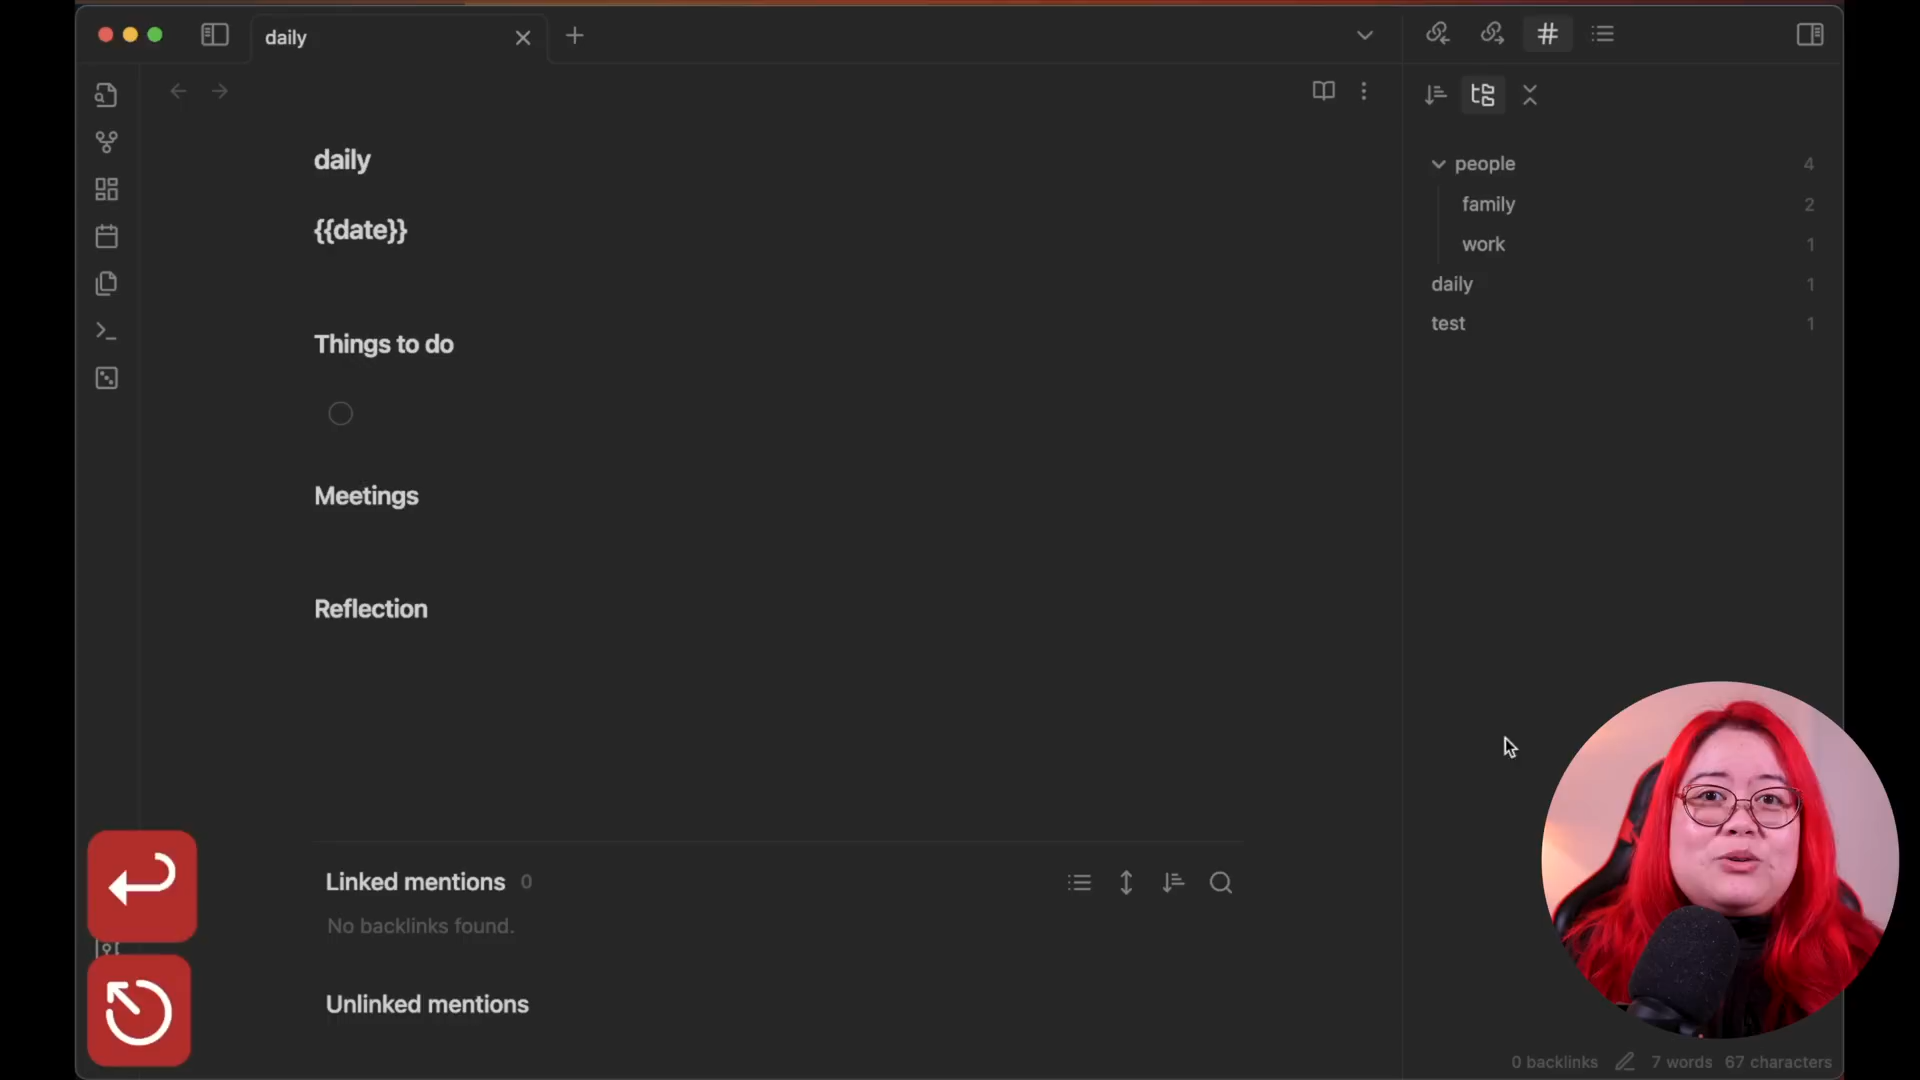 daily
daily
{{date}}
Things to do
Meetings
Reflection
Linked mentions 0
No backlinks found.
Unlinked mentions
people 4
family 2
work 1
daily 1
test 1
0 backlinks 7 words 67 characters